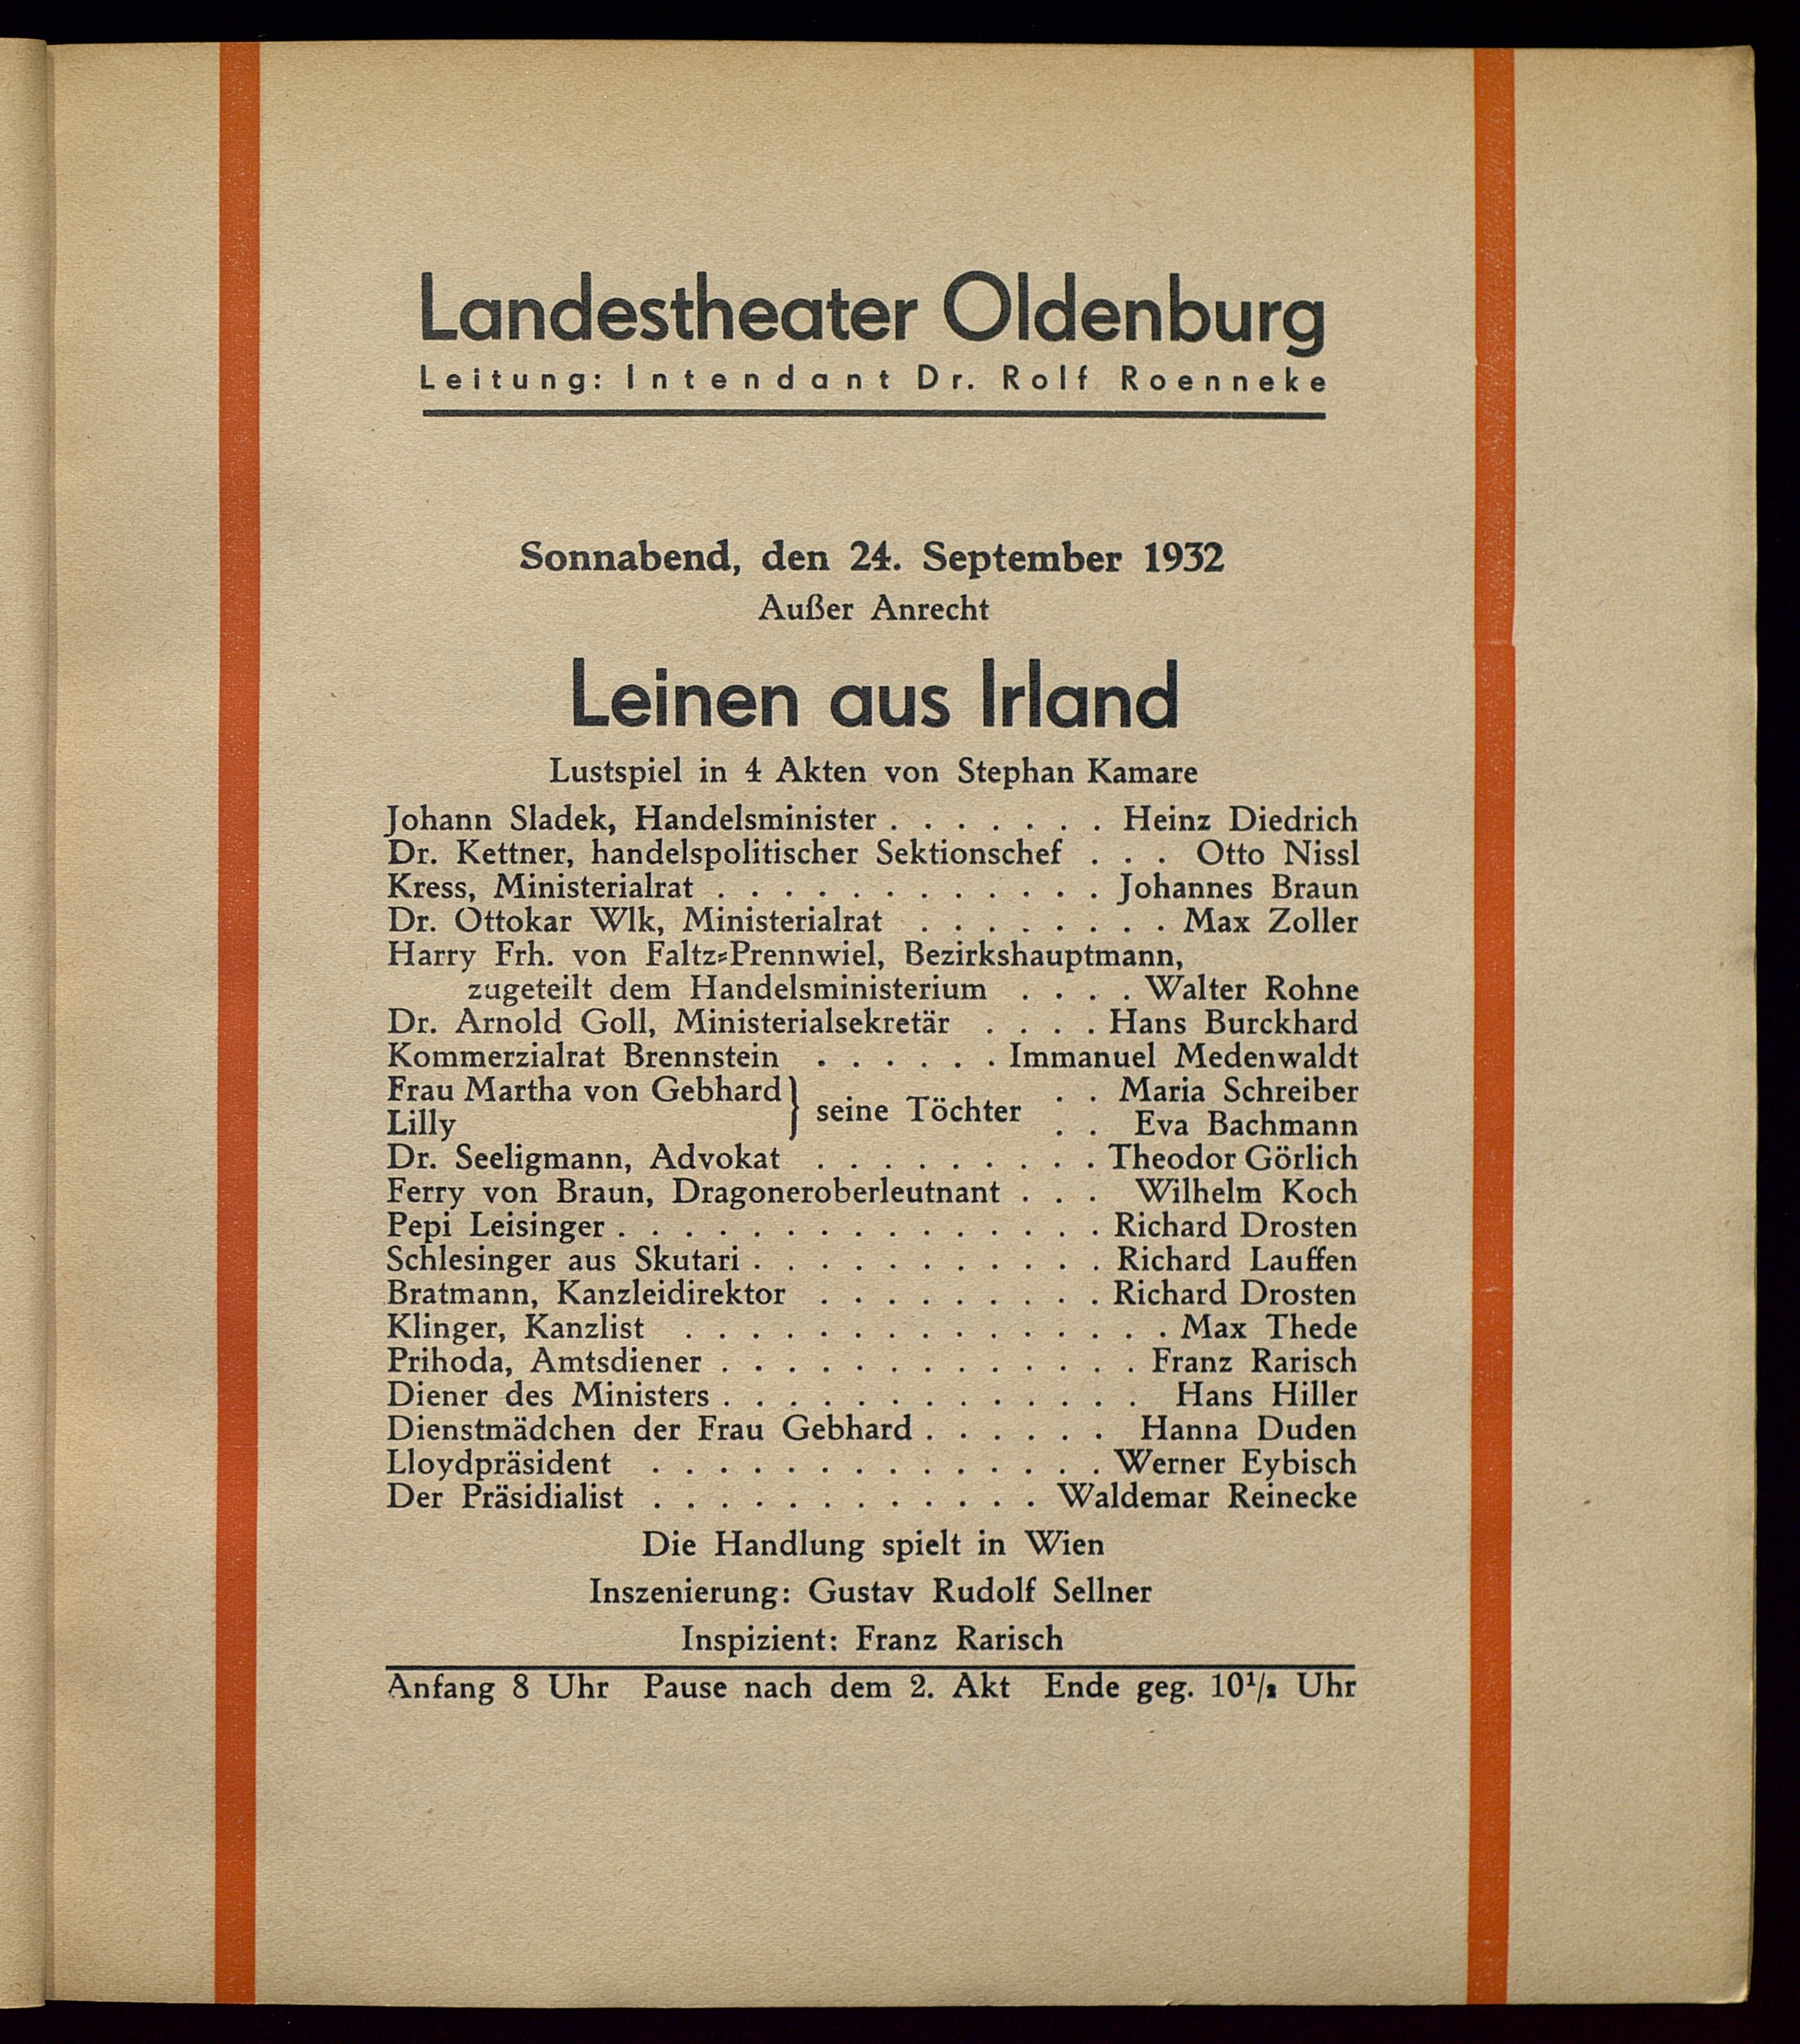 Landestheater Oldenburg
Leitung: Intendant Dr. Rolf Roenneke
Sonnabend, den 24. September 1932
Außer Anrecht
Leinen aus Irland
Lustspiel in 4 Akten von Stephan Kamare
Johann Sladek, Handelsminister . . . . . . . Heinz Diedrich
Dr. Kettner, handelspolitischer Sektionschef . . . Otto Nissl
Kress, Ministerialrat . . . . . . . . . . . . Johannes Braun
Dr. Ottokar Wlk, Ministerialrat . . . . . . . . Max Zoller
Harry Frh. von Faltz-Prennwiel, Bezirkshauptmann,
zugeteilt dem Handelsministerium . . . . Walter Rohne
Dr. Arnold Goll, Ministerialsekretär . . . . Hans Burckhard
Kommerzialrat Brennstein . . . . . . Immanuel Medenwaldt
Frau Martha von Gebhard } seine Töchter . . Maria Schreiber
Lilly . . Eva Bachmann
Dr. Seeligmann, Advokat . . . . . . . . . Theodor Görlich
Ferry von Braun, Dragoneroberleutnant . . . Wilhelm Koch
Pepi Leisinger . . . . . . . . . . . . . . . Richard Drosten
Schlesinger aus Skutari . . . . . . . . . . . Richard Lauffen
Bratmann, Kanzleidirektor . . . . . . . . . Richard Drosten
Klinger, Kanzlist . . . . . . . . . . . . . . . Max Thede
Prihoda, Amtsdiener . . . . . . . . . . . . . Franz Rarisch
Diener des Ministers . . . . . . . . . . . . . Hans Hiller
Dienstmädchen der Frau Gebhard . . . . . . Hanna Duden
Lloydpräsident . . . . . . . . . . . . . . Werner Eybisch
Der Präsidialist . . . . . . . . . . . . Waldemar Reinecke
Die Handlung spielt in Wien
Inszenierung: Gustav Rudolf Sellner
Inspizient: Franz Rarisch
Anfang 8 Uhr Pause nach dem 2. Akt Ende geg. 10¹/₂ Uhr